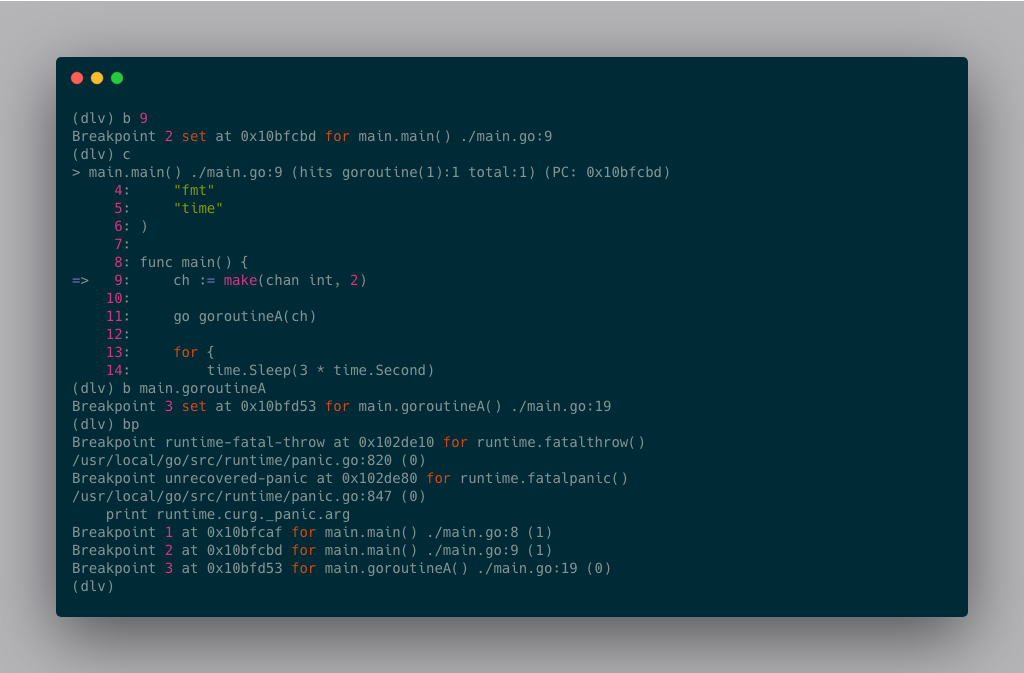 (dlv) b 9
Breakpoint 2 set at 0x10bfcbd for main.main() ./main.go:9
(dlv) c
> main.main() ./main.go:9 (hits goroutine(1):1 total:1) (PC: 0x10bfcbd)
     4:     "fmt"
     5:     "time"
     6: )
     7:
     8: func main() {
=>   9:     ch := make(chan int, 2)
    10:
    11:     go goroutineA(ch)
    12:
    13:     for {
    14:         time.Sleep(3 * time.Second)
(dlv) b main.goroutineA
Breakpoint 3 set at 0x10bfd53 for main.goroutineA() ./main.go:19
(dlv) bp
Breakpoint runtime-fatal-throw at 0x102de10 for runtime.fatalthrow()
/usr/local/go/src/runtime/panic.go:820 (0)
Breakpoint unrecovered-panic at 0x102de80 for runtime.fatalpanic()
/usr/local/go/src/runtime/panic.go:847 (0)
    print runtime.curg._panic.arg
Breakpoint 1 at 0x10bfcaf for main.main() ./main.go:8 (1)
Breakpoint 2 at 0x10bfcbd for main.main() ./main.go:9 (1)
Breakpoint 3 at 0x10bfd53 for main.goroutineA() ./main.go:19 (0)
(dlv)